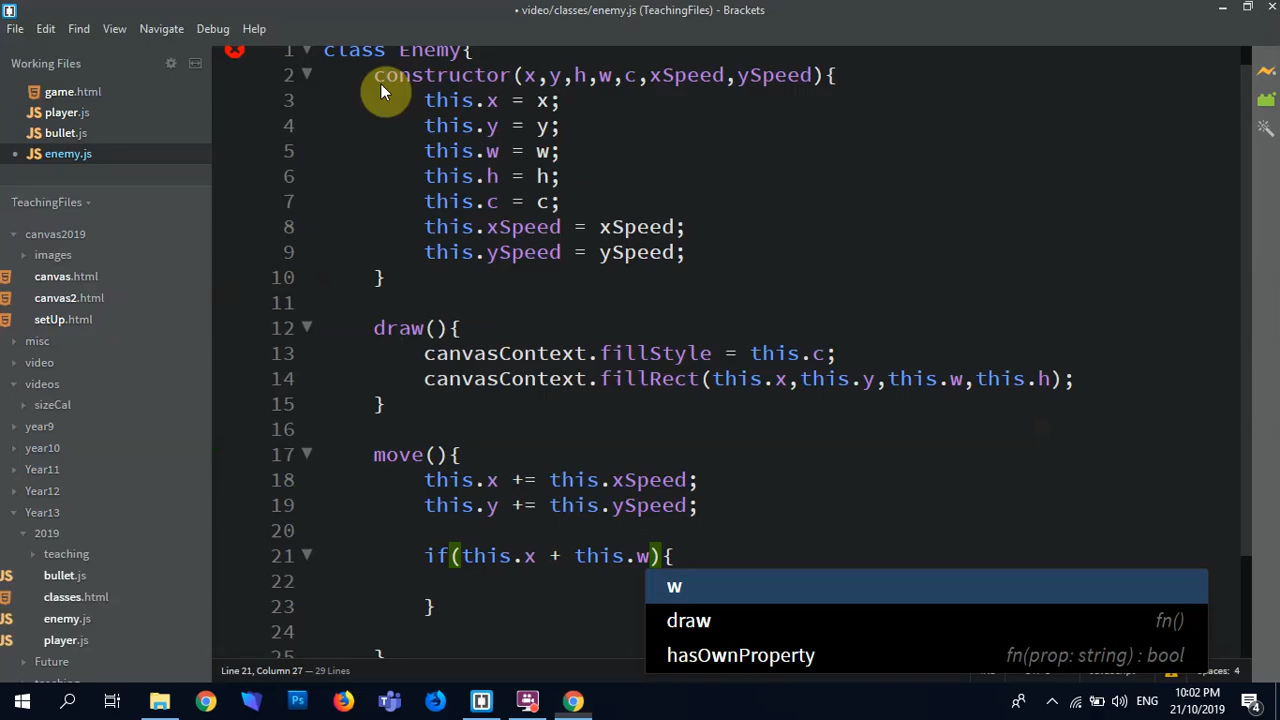 • video/classes/enemy.js (TeachingFiles) - Brackets
File Edit Find View Navigate Debug Help
Working Files
game.html
player.js
bullet.js
• enemy.js
TeachingFiles
canvas2019
images
canvas.html
canvas2.html
setUp.html
misc
video
videos
sizeCal
year9
year10
Year11
Year12
Year13
2019
teaching
bullet.js
classes.html
enemy.js
player.js
Future
1 class Enemy{
2 constructor(x,y,h,w,c,xSpeed,ySpeed){
3 this.x = x;
4 this.y = y;
5 this.w = w;
6 this.h = h;
7 this.c = c;
8 this.xSpeed = xSpeed;
9 this.ySpeed = ySpeed;
10 }
11
12 draw(){
13 canvasContext.fillStyle = this.c;
14 canvasContext.fillRect(this.x,this.y,this.w,this.h);
15 }
16
17 move(){
18 this.x += this.xSpeed;
19 this.y += this.ySpeed;
20
21 if(this.x + this.w){
22
23 }
24
25 }
w
draw fn()
hasOwnProperty fn(prop: string) : bool
Line 21, Column 27 — 29 Lines
Spaces: 4
Ps
ENG
10:02 PM
21/10/2019
4